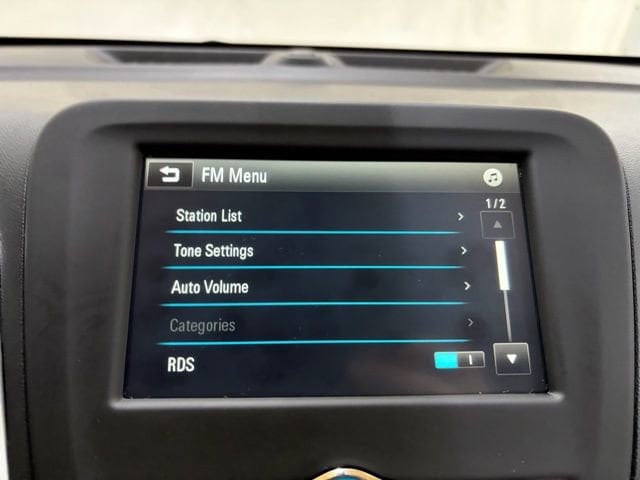 FM Menu
1/2
Station List
Tone Settings
Auto Volume
Categories
RDS